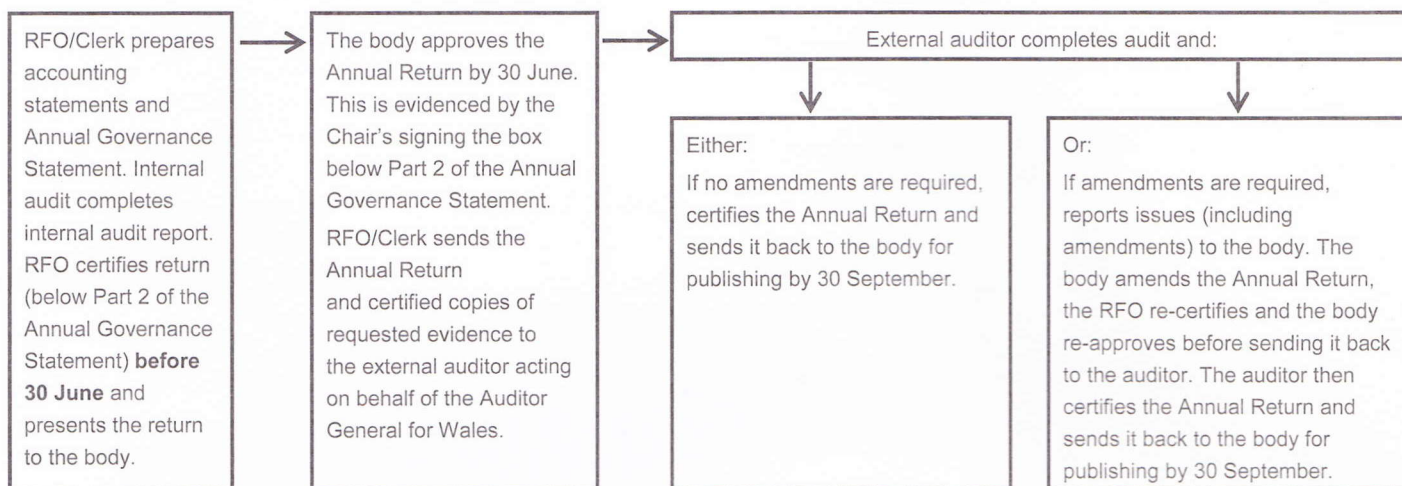 RFO/Clerk prepares
accounting
statements and
Annual Governance
Statement. Internal
audit completes
internal audit report.
RFO certifies return
(below Part 2 of the
Annual Governance
Statement) before
30 June and
presents the return
to the body.
The body approves the
Annual Return by 30 June.
This is evidenced by the
Chair's signing the box
below Part 2 of the Annual
Governance Statement.
RFO/Clerk sends the
Annual Return
and certified copies of
requested evidence to
the external auditor acting
on behalf of the Auditor
General for Wales.
External auditor completes audit and:
Either:
If no amendments are required,
certifies the Annual Return and
sends it back to the body for
publishing by 30 September.
Or:
If amendments are required,
reports issues (including
amendments) to the body. The
body amends the Annual Return,
the RFO re-certifies and the body
re-approves before sending it back
to the auditor. The auditor then
certifies the Annual Return and
sends it back to the body for
publishing by 30 September.